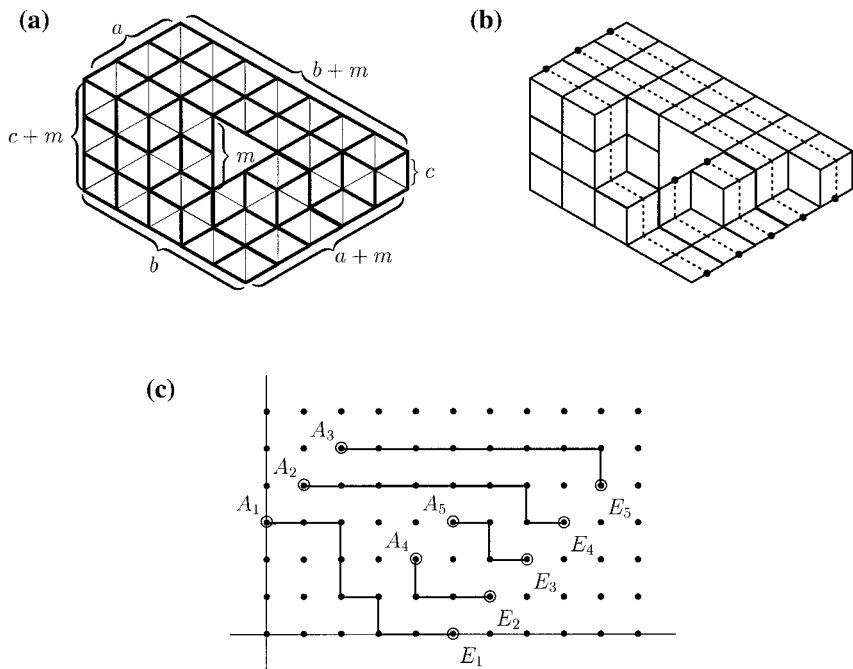 (a)
a
b + m
c + m
m
c
b
a + m
(b)
(c)
A₃
A₂
E₅
A₁
A₅
E₄
A₄
E₃
E₂
E₁